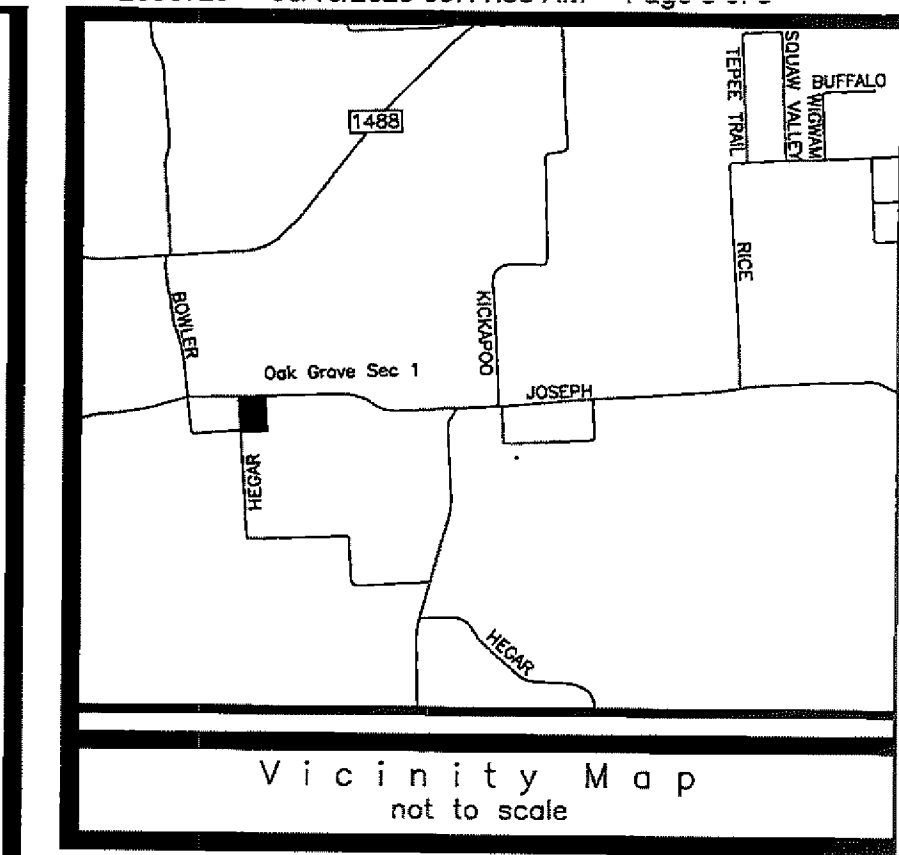 1488
TEPEE TRAIL
SQUAW VALLEY
WIGWAM
BUFFALO
RICE
BOWLER
KICKAPOO
Oak Grove Sec 1
JOSEPH
HEGAR
HEGAR
Vicinity Map
not to scale